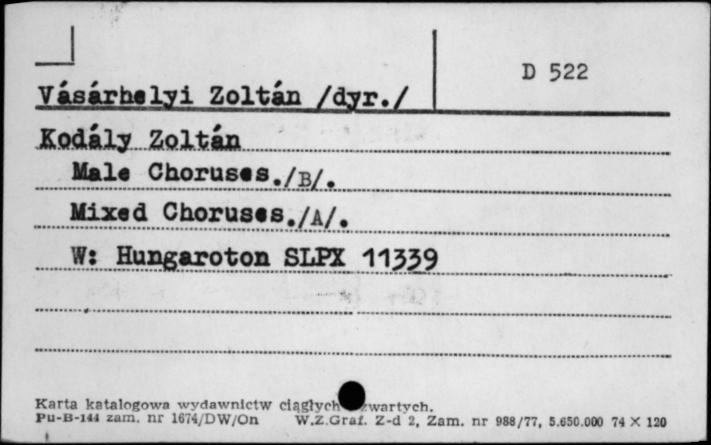 D 522
Vásárhelyi Zoltán /dyr./
Kodály Zoltán
Male Choruses./B/.
Mixed Choruses./A/.
W: Hungaroton SLPX 11339
Karta katalogowa wydawnictw ciągłych zwartych.
Pu-B-144 zam. nr 1674/DW/On W.Z.Graf. Z-d 2, Zam. nr 988/77, 5.650.000 74 X 120